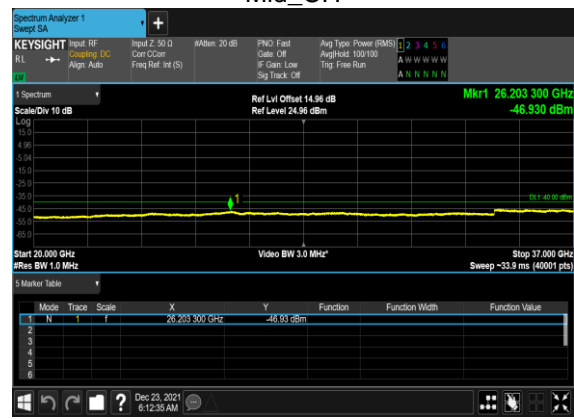 Mid_CH
Spectrum Analyzer 1
Swept SA
KEYSIGHT Input: RF Input Z: 50 Ω #Atten: 20 dB PNO: Fast Avg Type: Power (RMS) 1 2 3 4 5 6
RL Coupling: DC Corr CCorr Gate: Off Avg|Hold: 100/100 A W W W W W
Align: Auto Freq Ref: Int (S) IF Gain: Low Trig: Free Run
Sig Track: Off A N N N N N
1 Spectrum Ref Lvl Offset 14.96 dB Mkr1 26.203 300 GHz
Scale/Div 10 dB Ref Level 24.96 dBm -46.930 dBm
Log
15.0
4.96
-5.04
-15.0
-25.0
-35.0
1
DL1 -40.00 dBm
-45.0
-55.0
-65.0
Start 20.000 GHz Video BW 3.0 MHz* Stop 37.000 GHz
#Res BW 1.0 MHz Sweep ~33.9 ms (40001 pts)
5 Marker Table
Mode Trace Scale X Y Function Function Width Function Value
1 N 1 f 26.203 300 GHz -46.93 dBm
2
3
4
5
6
? Dec 23, 2021
6:12:35 AM